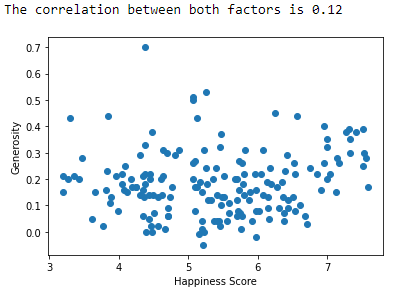 The correlation between both factors is 0.12
0.7
0.6
0.5
0.4
0.3
0.2
0.1
0.0
Generosity
3 4 5 6 7
Happiness Score